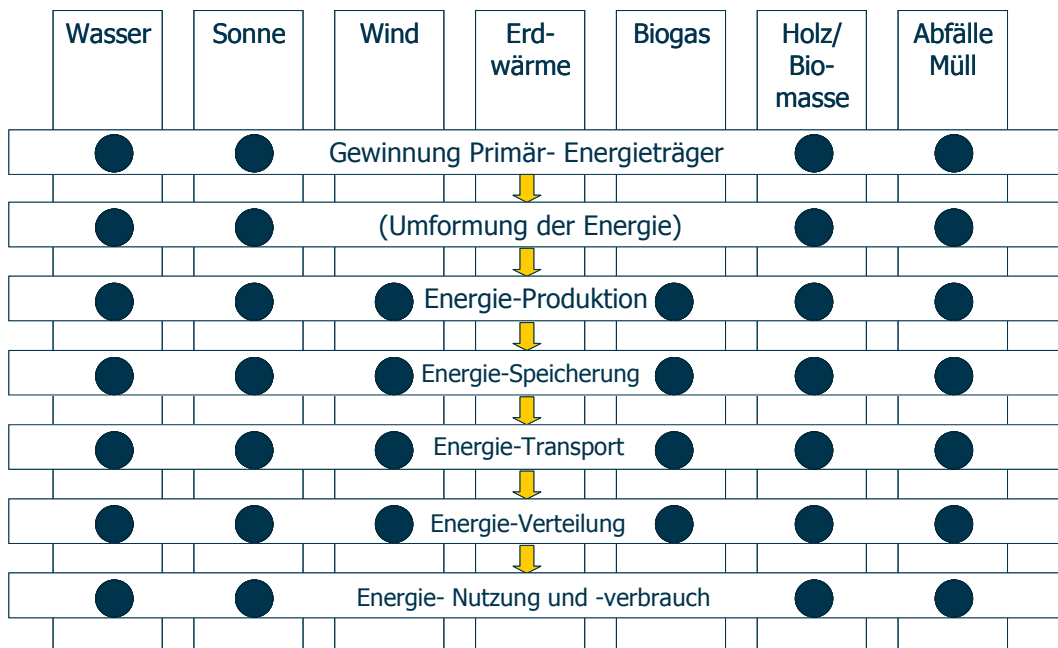 Wasser
Sonne
Wind
Erd-
wärme
Biogas
Holz/
Bio-
masse
Abfälle
Müll
Gewinnung Primär- Energieträger
(Umformung der Energie)
Energie-Produktion
Energie-Speicherung
Energie-Transport
Energie-Verteilung
Energie- Nutzung und -verbrauch